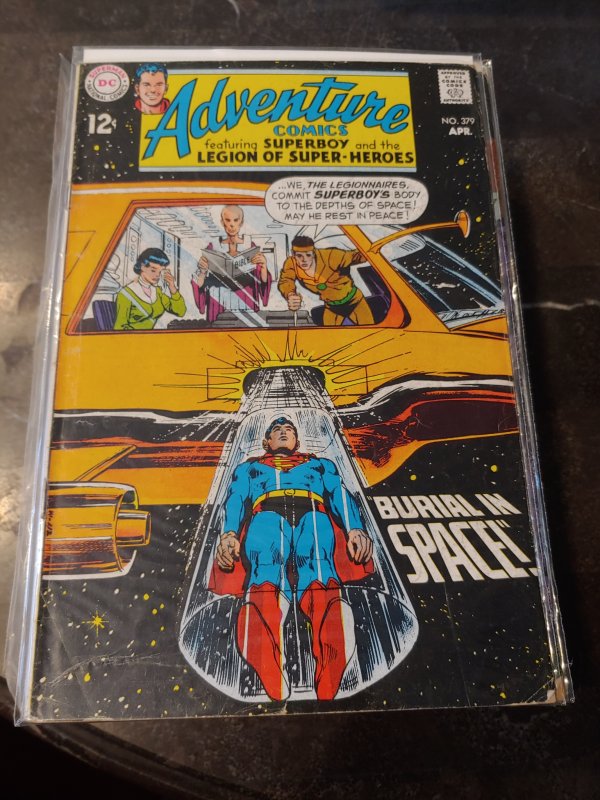 SUPERMAN
DC
NATIONAL COMICS
12¢
Adventure
COMICS
featuring SUPERBOY and the
LEGION OF SUPER-HEROES
APPROVED
BY THE
COMICS
CODE
AUTHORITY
NO. 379
APR.
...WE, THE LEGIONNAIRES,
COMMIT SUPERBOY'S BODY
TO THE DEPTHS OF SPACE!
MAY HE REST IN PEACE!
BIBLE
"BURIAL IN
SPACE!"